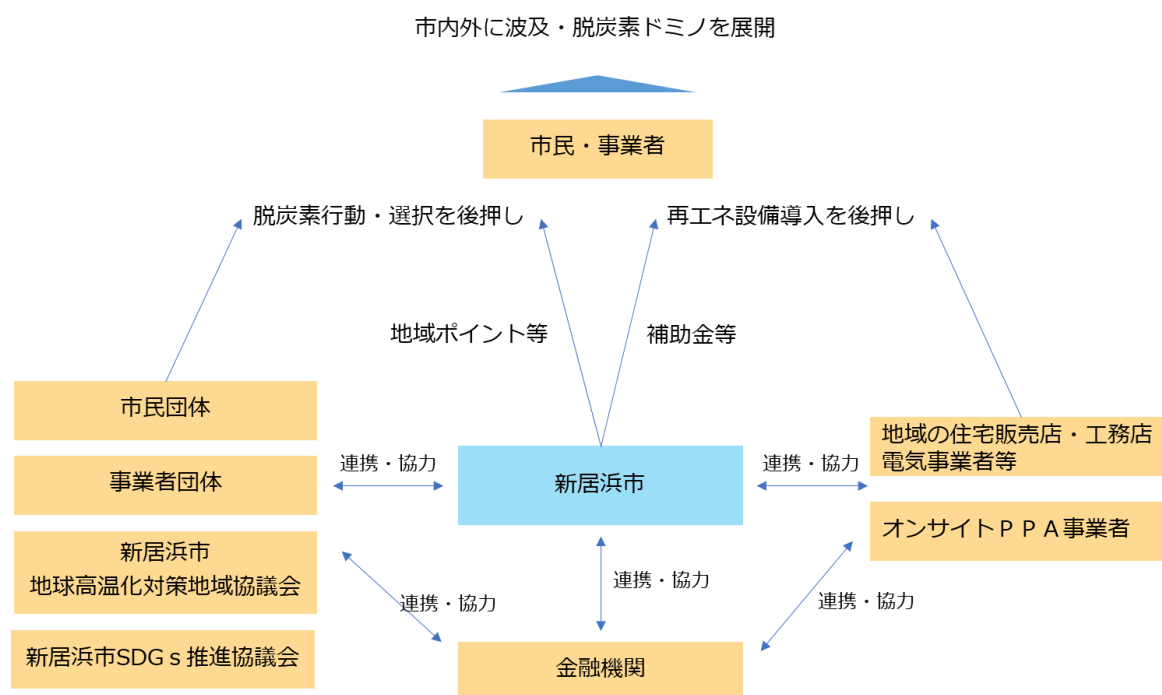 市内外に波及・脱炭素ドミノを展開
市民・事業者
脱炭素行動・選択を後押し
再エネ設備導入を後押し
地域ポイント等
補助金等
市民団体
事業者団体
新居浜市
地球高温化対策地域協議会
新居浜市SDGｓ推進協議会
連携・協力
新居浜市
連携・協力
地域の住宅販売店・工務店
電気事業者等
オンサイトＰＰＡ事業者
連携・協力
連携・協力
連携・協力
金融機関